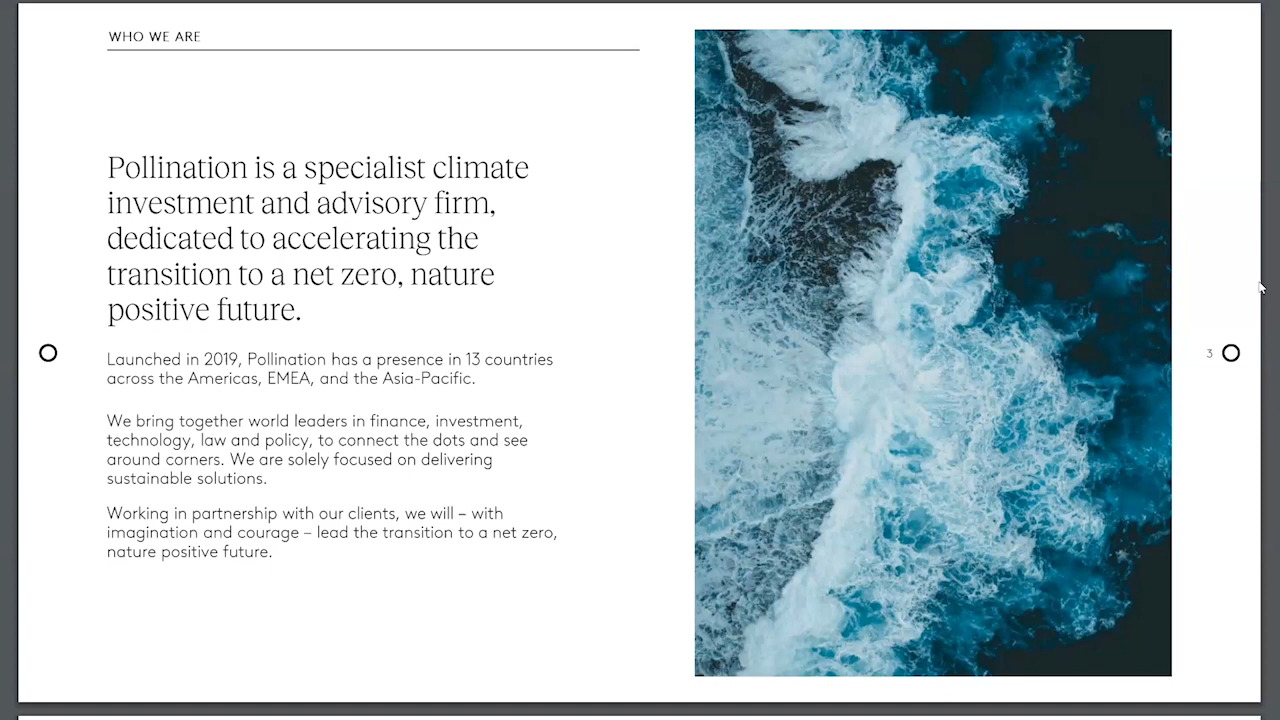 WHO WE ARE
Pollination is a specialist climate
investment and advisory firm,
dedicated to accelerating the
transition to a net zero, nature
positive future.
Launched in 2019, Pollination has a presence in 13 countries
across the Americas, EMEA, and the Asia-Pacific.
We bring together world leaders in finance, investment,
technology, law and policy, to connect the dots and see
around corners. We are solely focused on delivering
sustainable solutions.
Working in partnership with our clients, we will – with
imagination and courage – lead the transition to a net zero,
nature positive future.
3